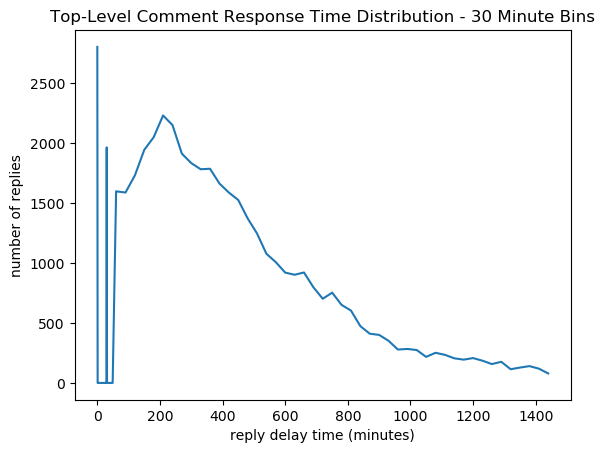 Top-Level Comment Response Time Distribution - 30 Minute Bins
2500
2000
1500
1000
500
0
number of replies
0 200 400 600 800 1000 1200 1400
reply delay time (minutes)